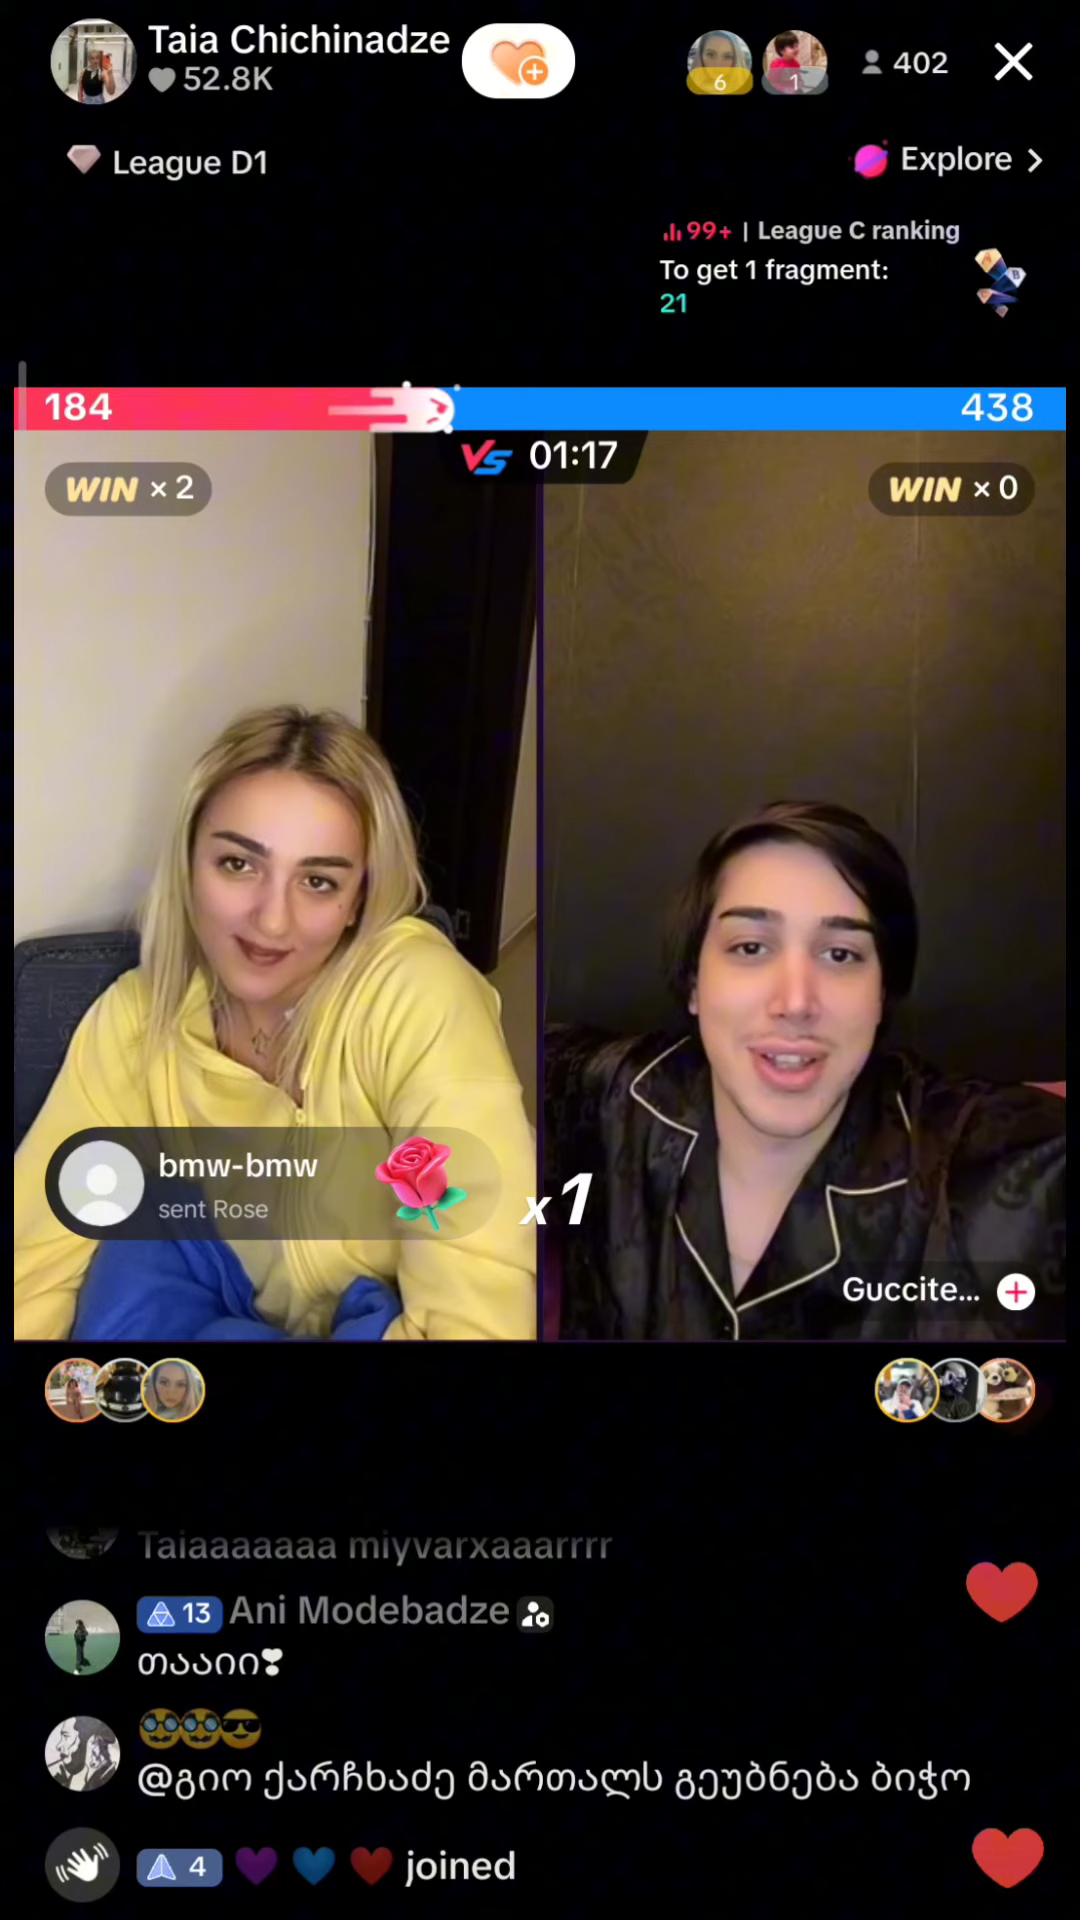 Taia Chichinadze
52.8K
6
1
402
League D1
Explore
99+ | League C ranking
To get 1 fragment:
21
184
438
VS 01:17
WIN × 2
WIN × 0
bmw-bmw
sent Rose
x1
Guccite...
Taiaaaaaaa miyvarxaaarrrr
13 Ani Modebadze
თააიი❣
@გიო ქარჩხაძე მართალს გეუბნება ბიჭო
4 💜 💙 ❤️ joined